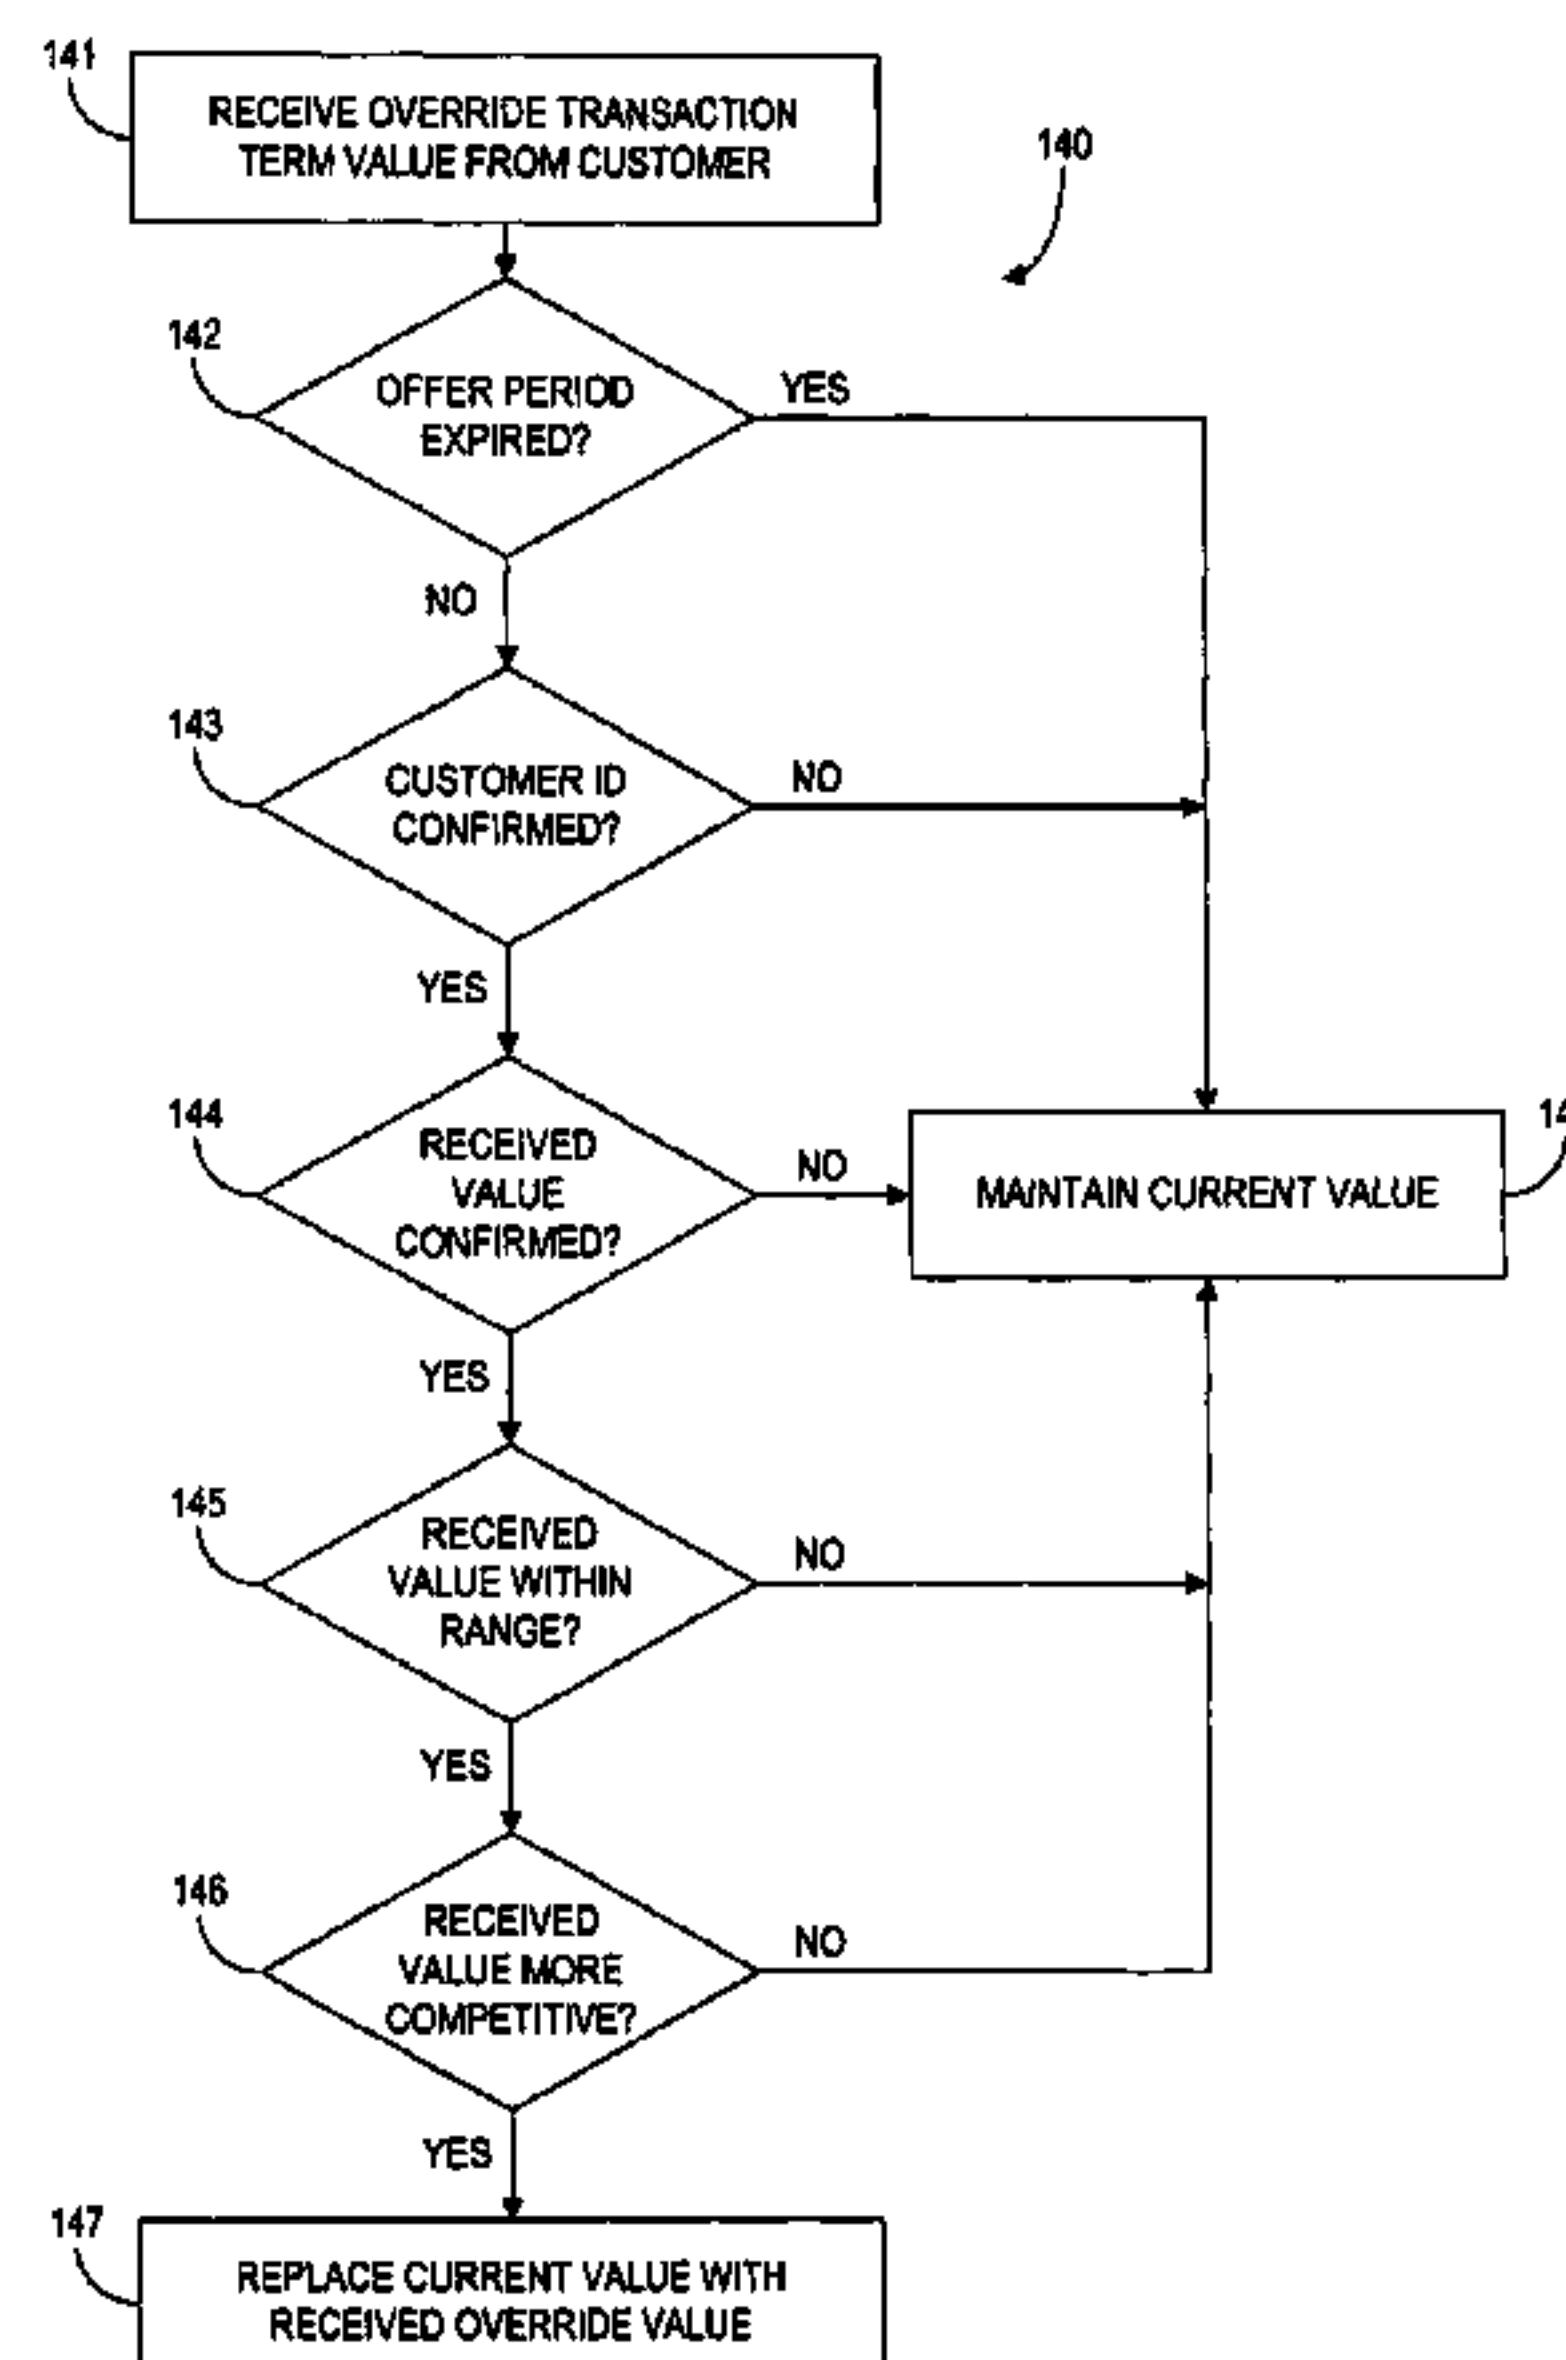 141
RECEIVE OVERRIDE TRANSACTION
TERM VALUE FROM CUSTOMER
140
142
OFFER PERIOD
EXPIRED?
YES
NO
143
CUSTOMER ID
CONFIRMED?
NO
YES
144
RECEIVED
VALUE
CONFIRMED?
NO
MAINTAIN CURRENT VALUE
YES
145
RECEIVED
VALUE WITHIN
RANGE?
NO
YES
146
RECEIVED
VALUE MORE
COMPETITIVE?
NO
YES
147
REPLACE CURRENT VALUE WITH
RECEIVED OVERRIDE VALUE